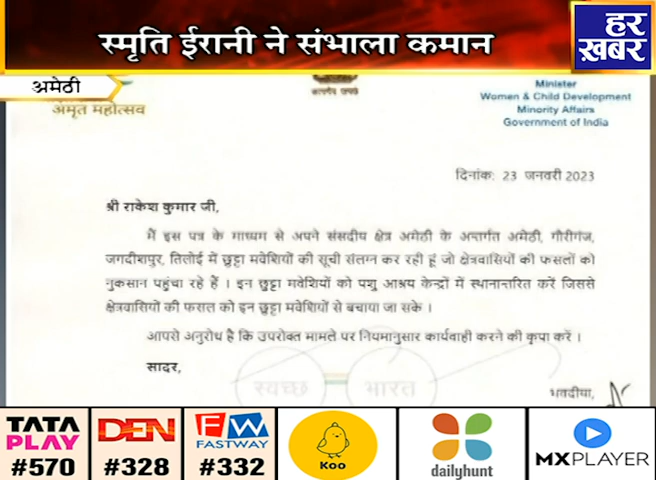 स्मृति ईरानी ने संभाला कमान
हर
ख़बर
अमेठी
अमृत महोत्सव
सत्यमेव जयते
Minister
Women & Child Development
Minority Affairs
Government of India
दिनांक: 23 जनवरी 2023
श्री राकेश कुमार जी,
मैं इस पत्र के माध्यम से अपने संसदीय क्षेत्र अमेठी के अन्तर्गत अमेठी, गौरीगंज,
जगदीशपुर, तिलोई में छुट्टा मवेशियों की सूची संलग्न कर रही हूं जो क्षेत्रवासियों की फसलों को
नुकसान पहुंचा रहे हैं । इन छुट्टा मवेशियों को पशु आश्रय केन्द्रों में स्थानान्तरित करें जिससे
क्षेत्रवासियों की फसल को इन छुट्टा मवेशियों से बचाया जा सके ।
आपसे अनुरोध है कि उपरोक्त मामले पर नियमानुसार कार्यवाही करने की कृपा करें ।
सादर,
स्वच्छ भारत
भवदीया,
TATA PLAY #570
DEN #328
FW FASTWAY #332
Koo
dailyhunt
MXPLAYER